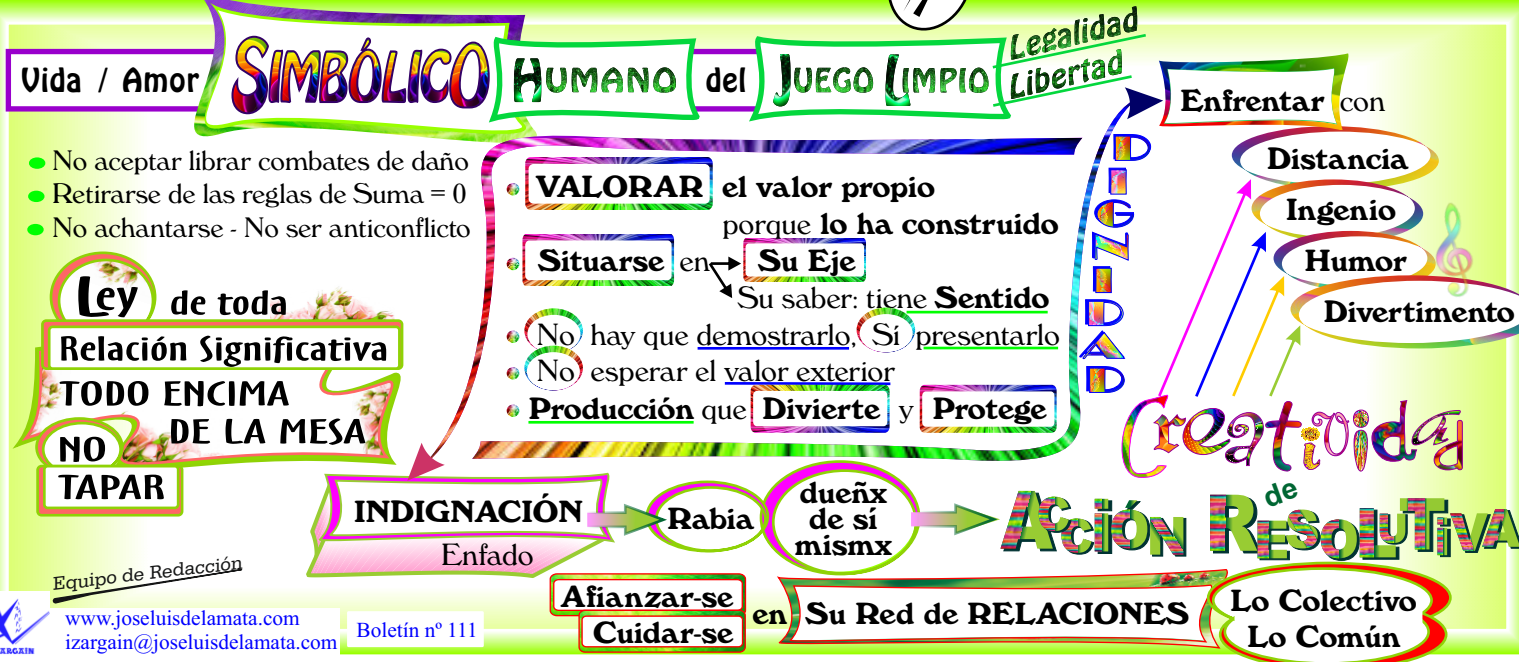 Vida / Amor SIMBÓLICO HUMANO del JUEGO LIMPIO Legalidad
Libertad
• No aceptar librar combates de daño
• Retirarse de las reglas de Suma = 0
• No achantarse - No ser anticonflicto
Ley de toda
Relación Significativa
TODO ENCIMA
DE LA MESA
NO
TAPAR
• VALORAR el valor propio
porque lo ha construido
• Situarse en Su Eje
Su saber: tiene Sentido
• No hay que demostrarlo, Sí presentarlo
• No esperar el valor exterior
• Producción que Divierte y Protege
DIGNIDAD
Enfrentar con
Distancia
Ingenio
Humor
Divertimento
Creatividad
de
ACCIÓN RESOLUTIVA
INDIGNACIÓN
Enfado
Rabia
dueñx
de sí
mismx
Afianzar-se
Cuidar-se
en Su Red de RELACIONES
Lo Colectivo
Lo Común
Equipo de Redacción
www.joseluisdelamata.com
izargain@joseluisdelamata.com
Boletín nº 111